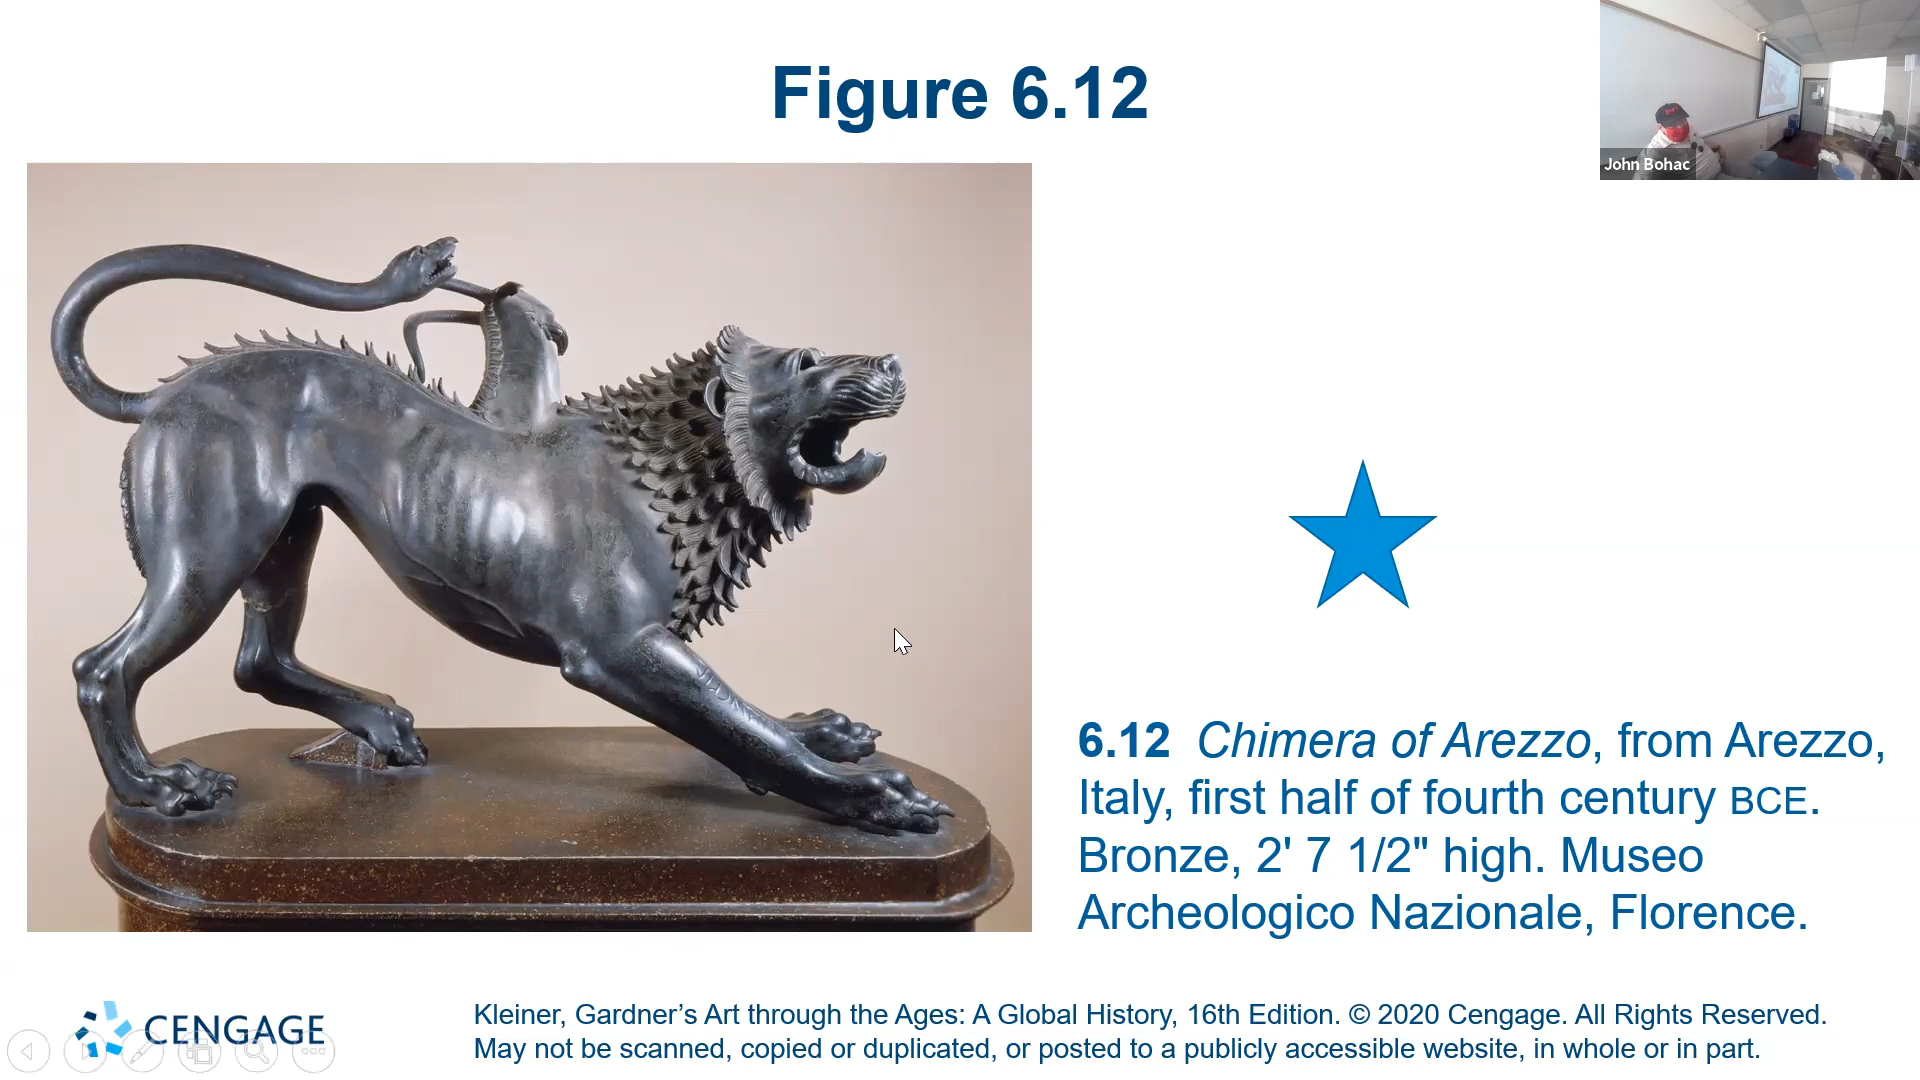 Figure 6.12
John Bohac
6.12 Chimera of Arezzo, from Arezzo,
Italy, first half of fourth century BCE.
Bronze, 2' 7 1/2" high. Museo
Archeologico Nazionale, Florence.
CENGAGE
Kleiner, Gardner’s Art through the Ages: A Global History, 16th Edition. © 2020 Cengage. All Rights Reserved.
May not be scanned, copied or duplicated, or posted to a publicly accessible website, in whole or in part.